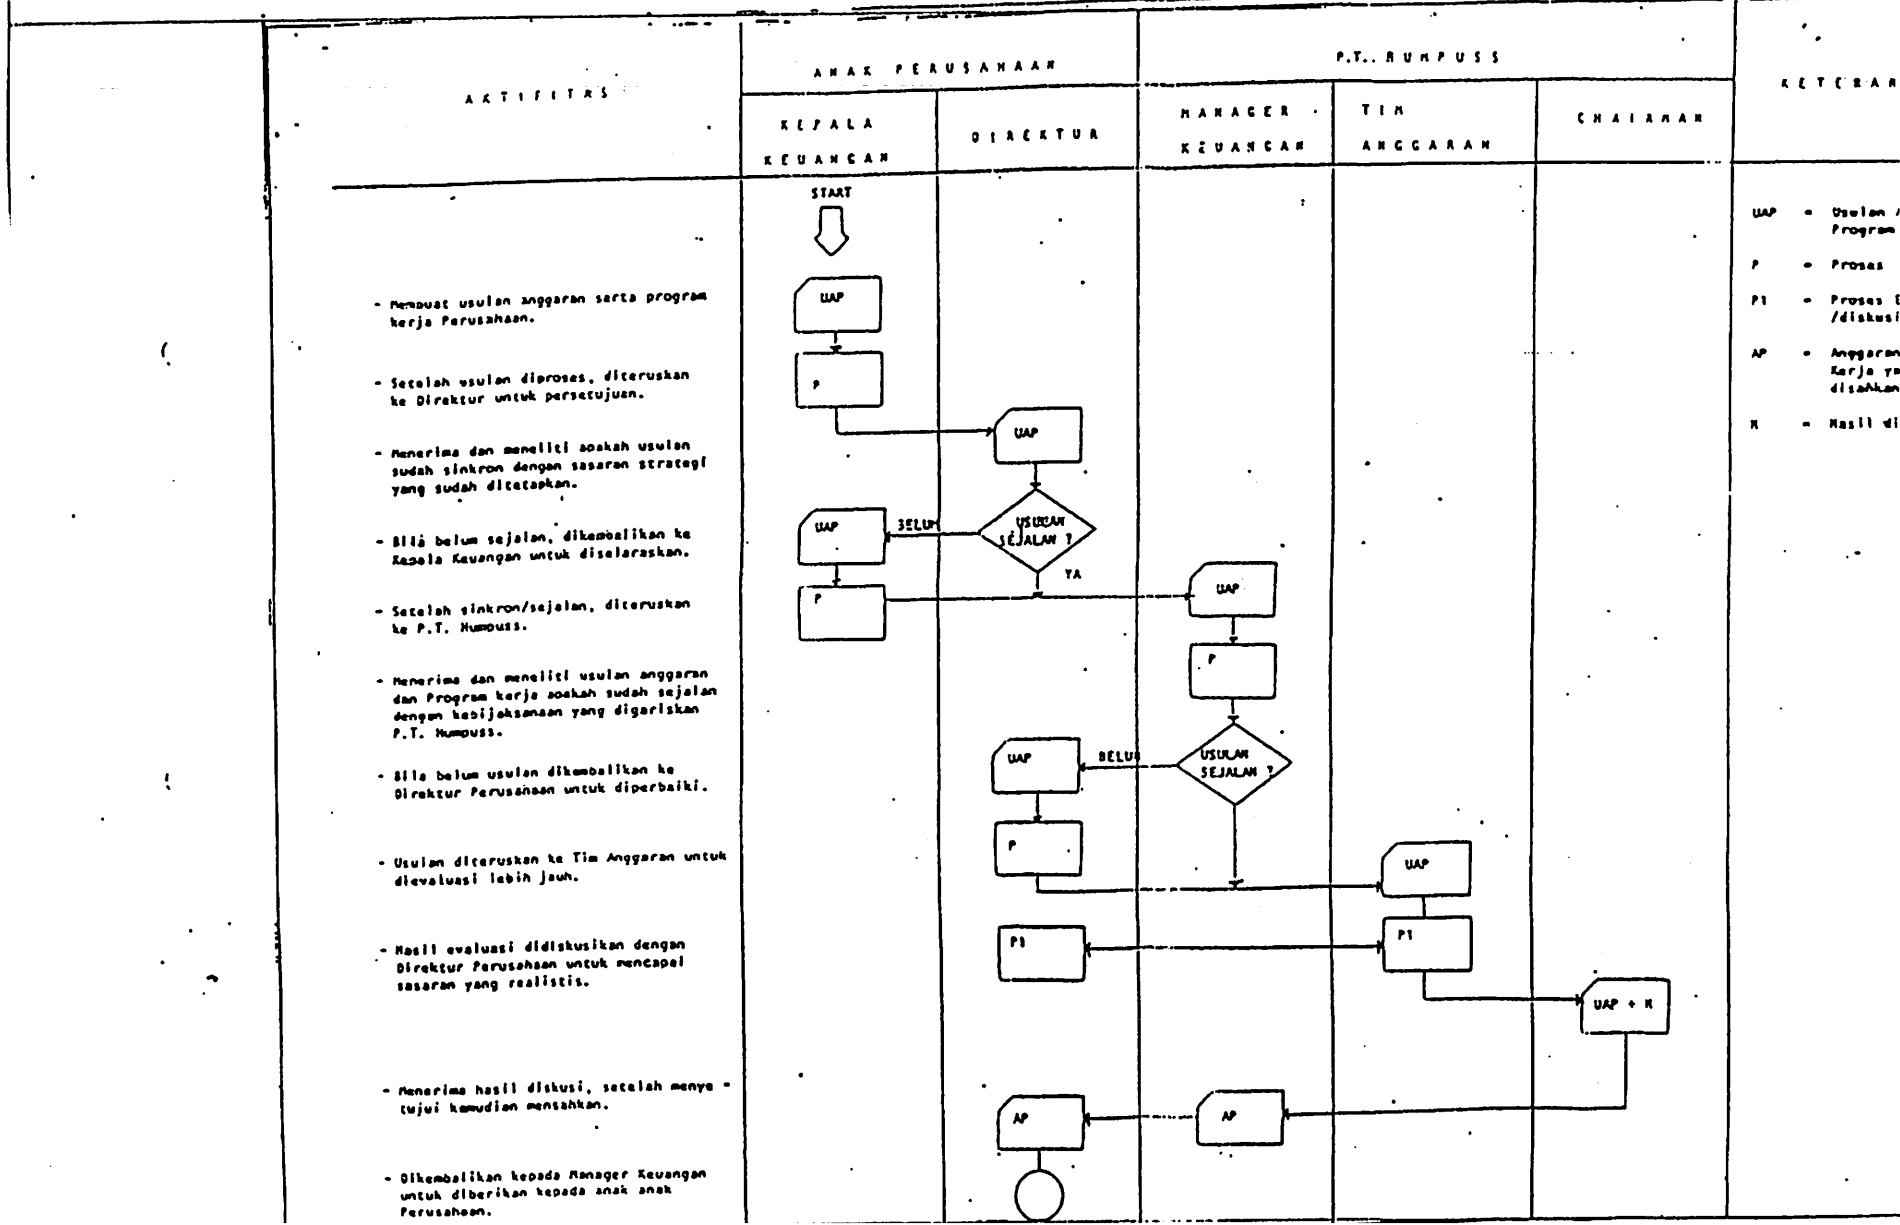 AKTIFITAS
ANAK PERUSAHAAN
P.T. HUMPUSS
KEPALA
KEUANGAN
DIREKTUR
MANAGER
KEUANGAN
TIM
ANGGARAN
CHAIRMAN
START
- Membuat usulan anggaran serta program
kerja Perusahaan.
- Setelah usulan diproses, diteruskan
ke Direktur untuk persetujuan.
- Menerima dan meneliti apakah usulan
sudah sinkron dengan sasaran strategi
yang sudah ditetapkan.
- Bila belum sejalan, dikembalikan ke
Kepala Keuangan untuk diselaraskan.
- Setelah sinkron/sejalan, diteruskan
ke P.T. Humpuss.
- Menerima dan meneliti usulan anggaran
dan Program kerja apakah sudah sejalan
dengan kebijaksanaan yang digariskan
P.T. Humpuss.
- Bila belum usulan dikembalikan ke
Direktur Perusahaan untuk diperbaiki.
- Usulan diteruskan ke Tim Anggaran untuk
dievaluasi lebih jauh.
- Hasil evaluasi didiskusikan dengan
Direktur Perusahaan untuk mencapai
sasaran yang realistis.
- Menerima hasil diskusi, setelah menye -
tujui kemudian mensahkan.
- Dikembalikan kepada Manager Keuangan
untuk diberikan kepada anak anak
Perusahaan.
UAP
P
UAP
USULAN
SEJALAN ?
BELUM
YA
UAP
P
UAP
P
USULAN
SEJALAN ?
BELUM
UAP
P
UAP
P1
P1
UAP + H
AP
AP
UAP = Usulan
Program
P = Proses
P1 = Proses
/diskusi
AP = Anggaran
Kerja
disahkan
H = Hasil